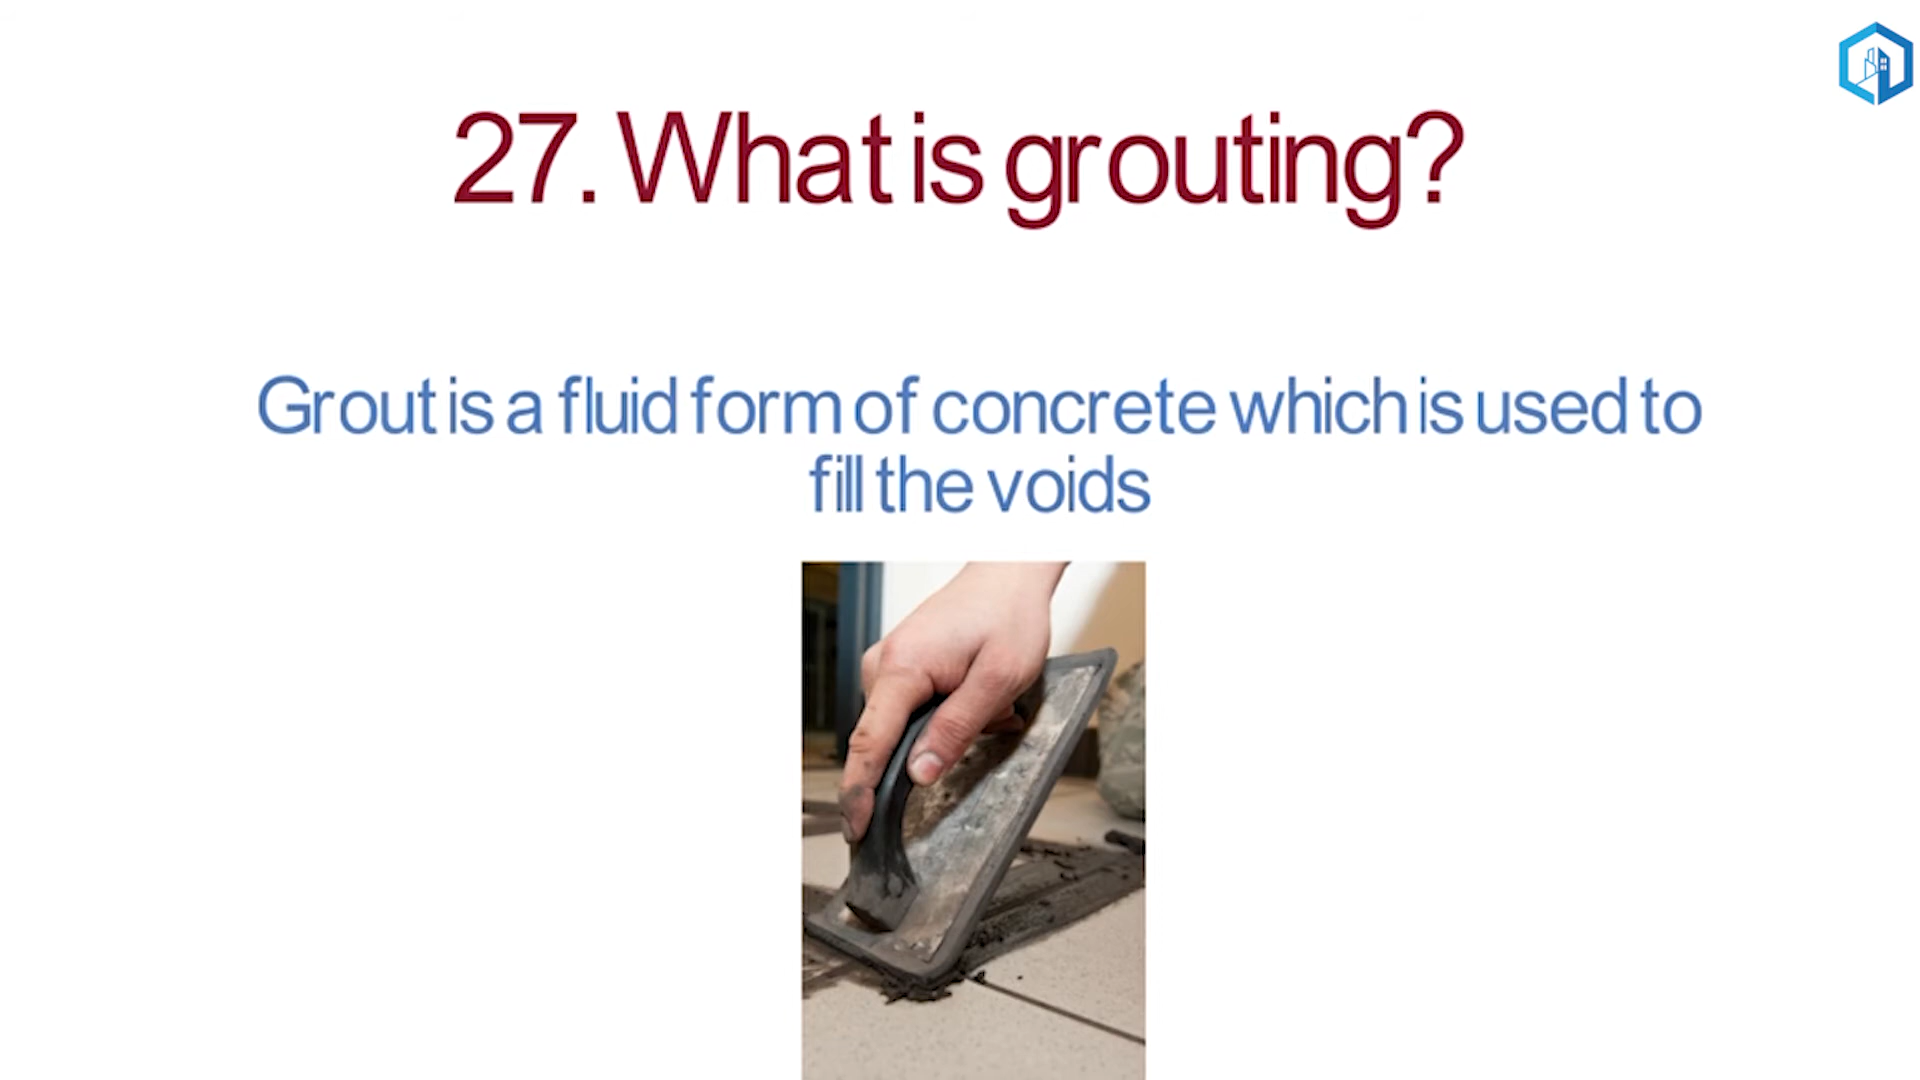 27. What is grouting?
Grout is a fluid form of concrete which is used to
fill the voids